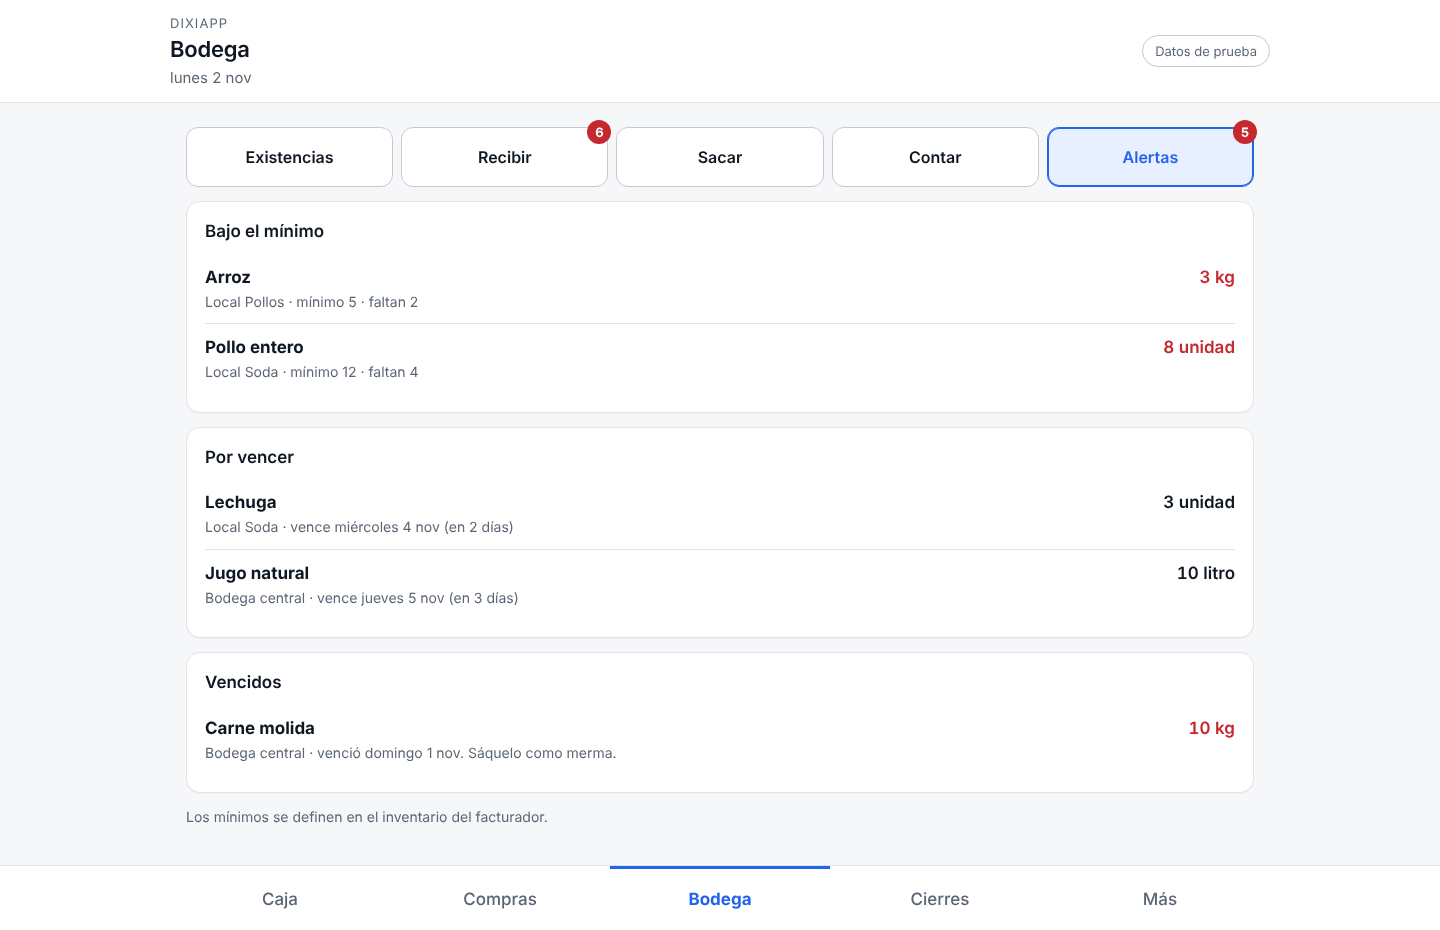 DIXIAPP
Bodega
lunes 2 nov
Datos de prueba
Existencias
Recibir
6
Sacar
Contar
Alertas
5
Bajo el mínimo
Arroz
3 kg
Local Pollos · mínimo 5 · faltan 2
Pollo entero
8 unidad
Local Soda · mínimo 12 · faltan 4
Por vencer
Lechuga
3 unidad
Local Soda · vence miércoles 4 nov (en 2 días)
Jugo natural
10 litro
Bodega central · vence jueves 5 nov (en 3 días)
Vencidos
Carne molida
10 kg
Bodega central · venció domingo 1 nov. Sáquelo como merma.
Los mínimos se definen en el inventario del facturador.
Caja
Compras
Bodega
Cierres
Más